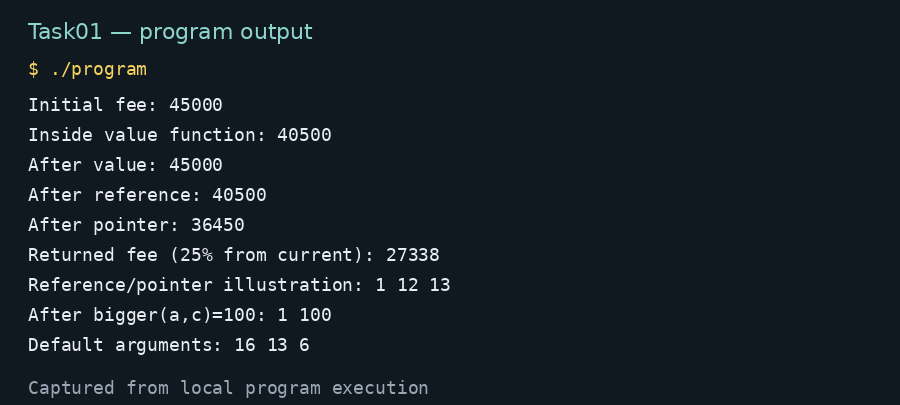 Task01 — program output
$ ./program
Initial fee: 45000
Inside value function: 40500
After value: 45000
After reference: 40500
After pointer: 36450
Returned fee (25% from current): 27338
Reference/pointer illustration: 1 12 13
After bigger(a,c)=100: 1 100
Default arguments: 16 13 6
Captured from local program execution